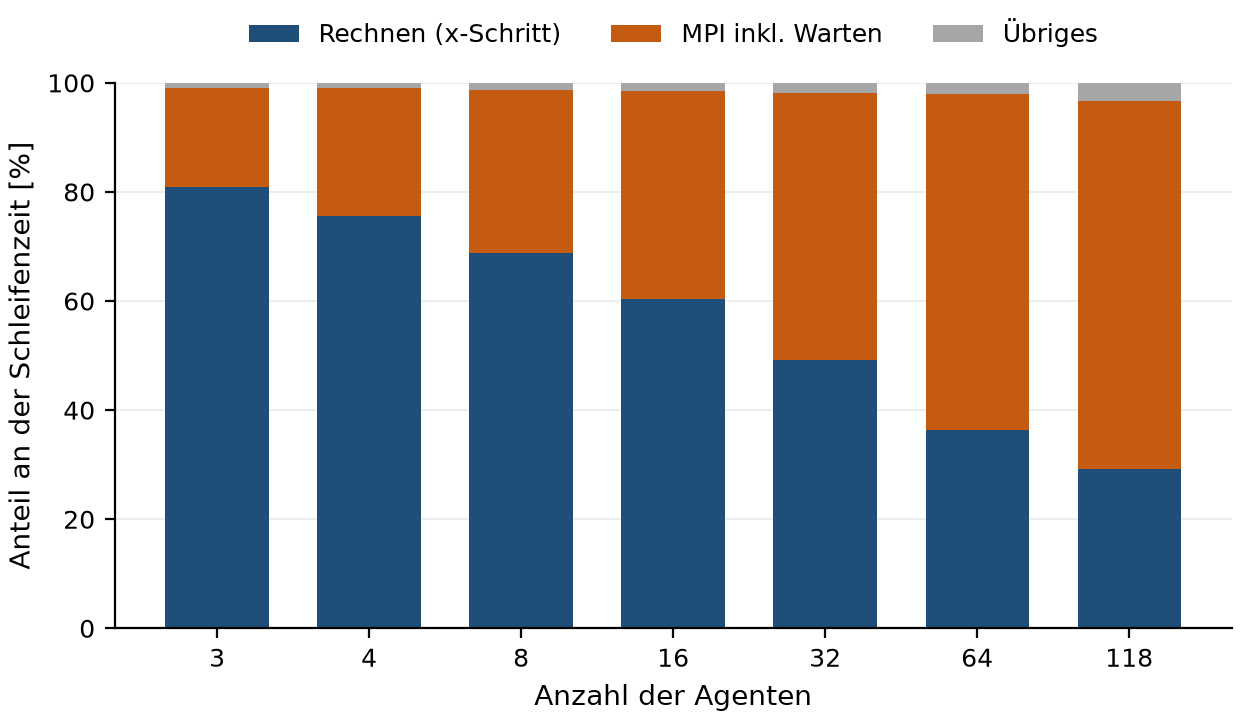 Rechnen (x-Schritt) MPI inkl. Warten Übriges
Anteil an der Schleifenzeit [%]
100
80
60
40
20
0
3 4 8 16 32 64 118
Anzahl der Agenten